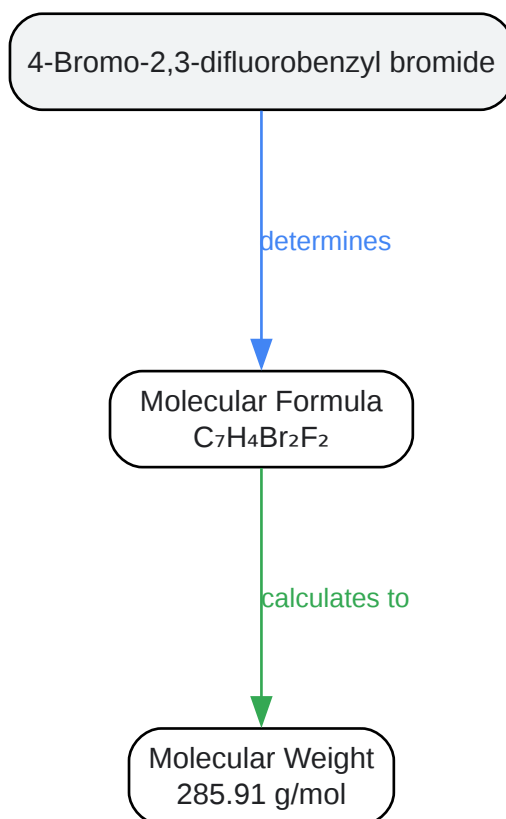 4-Bromo-2,3-difluorobenzyl bromide
determines
Molecular Formula
C₇H₄Br₂F₂
calculates to
Molecular Weight
285.91 g/mol